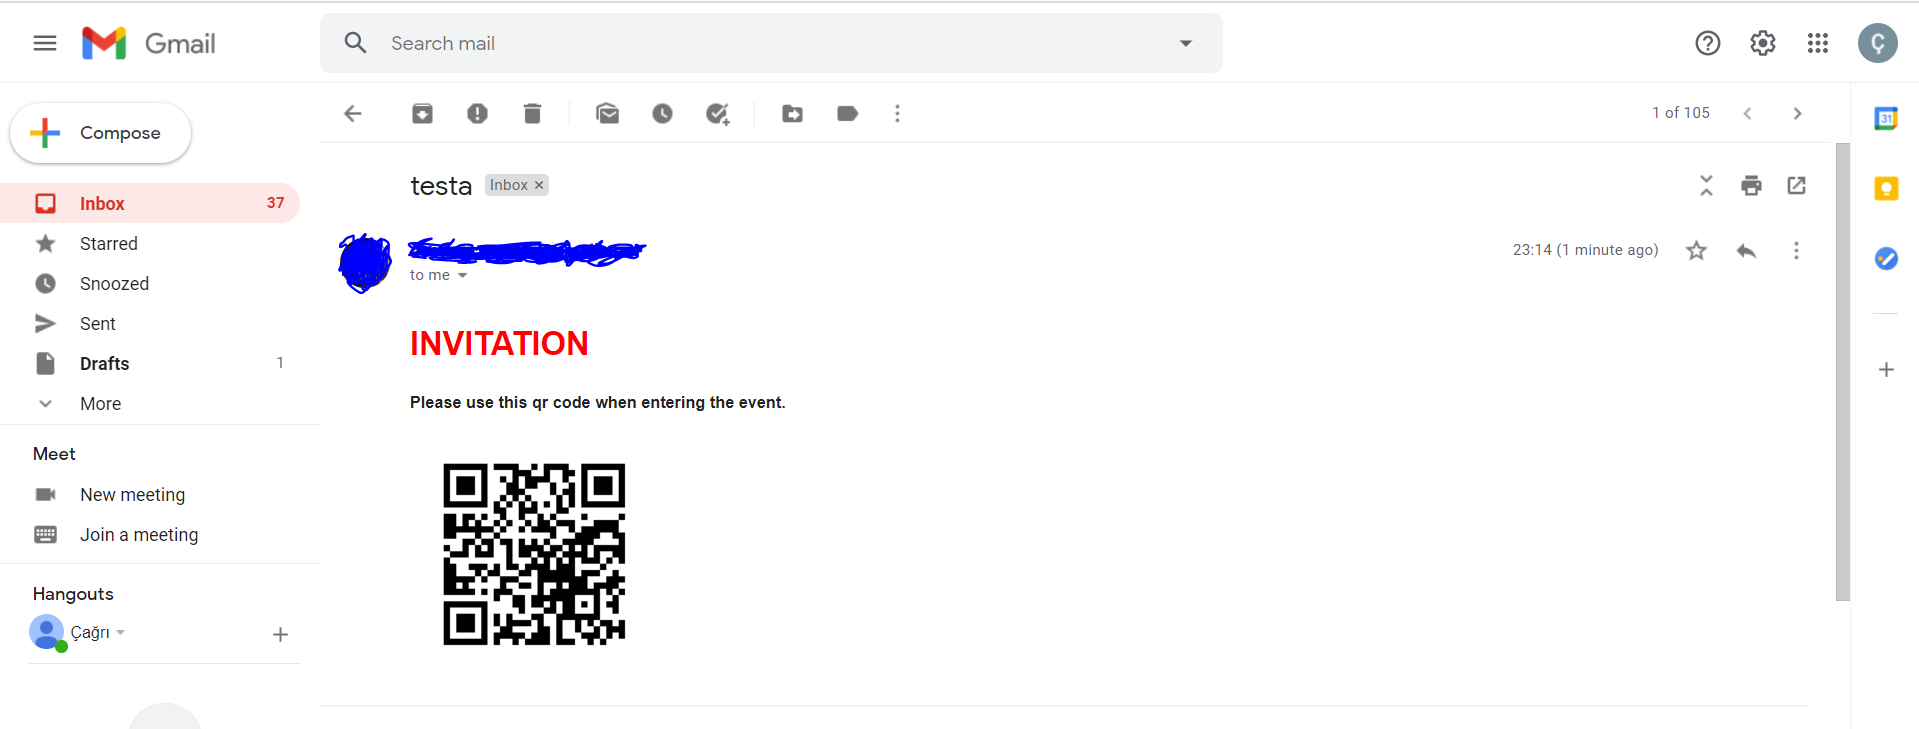 Gmail
Search mail
Ç
Compose
1 of 105
31
testa
Inbox ×
Inbox 37
Starred
23:14 (1 minute ago)
to me
Snoozed
Sent
INVITATION
Drafts 1
More
Please use this qr code when entering the event.
Meet
New meeting
Join a meeting
Hangouts
Çağrı